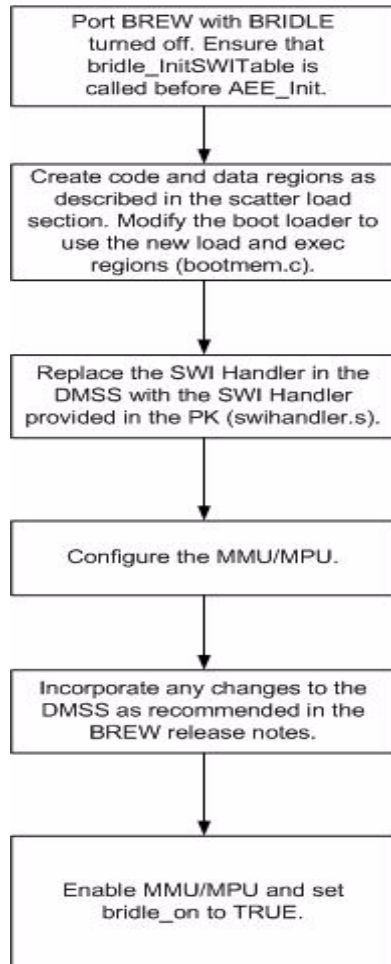 Port BREW with BRIDLE
turned off. Ensure that
bridle_InitSWITable is
called before AEE_Init.
Create code and data regions as
described in the scatter load
section. Modify the boot loader to
use the new load and exec
regions (bootmem.c).
Replace the SWI Handler in the
DMSS with the SWI Handler
provided in the PK (swihandler.s).
Configure the MMU/MPU.
Incorporate any changes to the
DMSS as recommended in the
BREW release notes.
Enable MMU/MPU and set
bridle_on to TRUE.